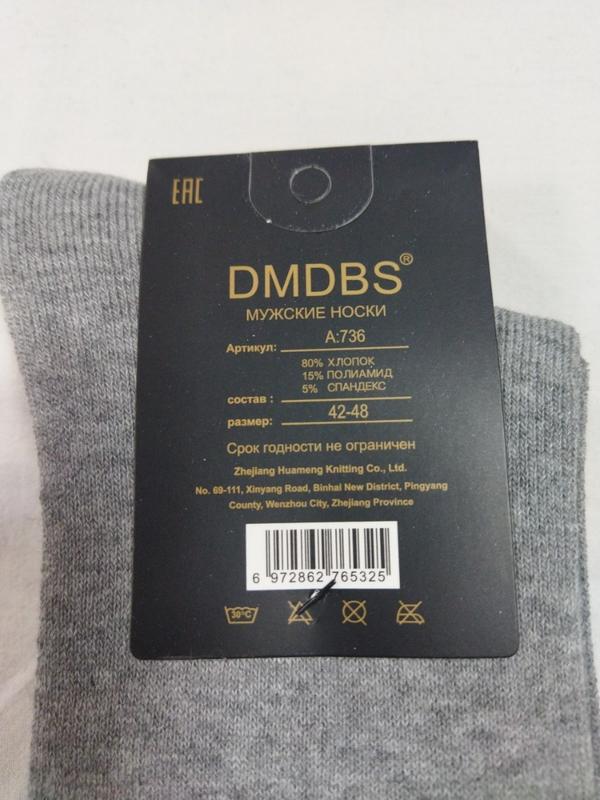 EAC
DMDBS®
МУЖСКИЕ НОСКИ
Артикул: A:736
80% ХЛОПОК
15% ПОЛИАМИД
5% СПАНДЕКС
состав :
размер: 42-48
Срок годности не ограничен
Zhejiang Huameng Knitting Co., Ltd.
No. 69-111, Xinyang Road, Binhai New District, Pingyang
County, Wenzhou City, Zhejiang Province
6 972862 765325
30°C